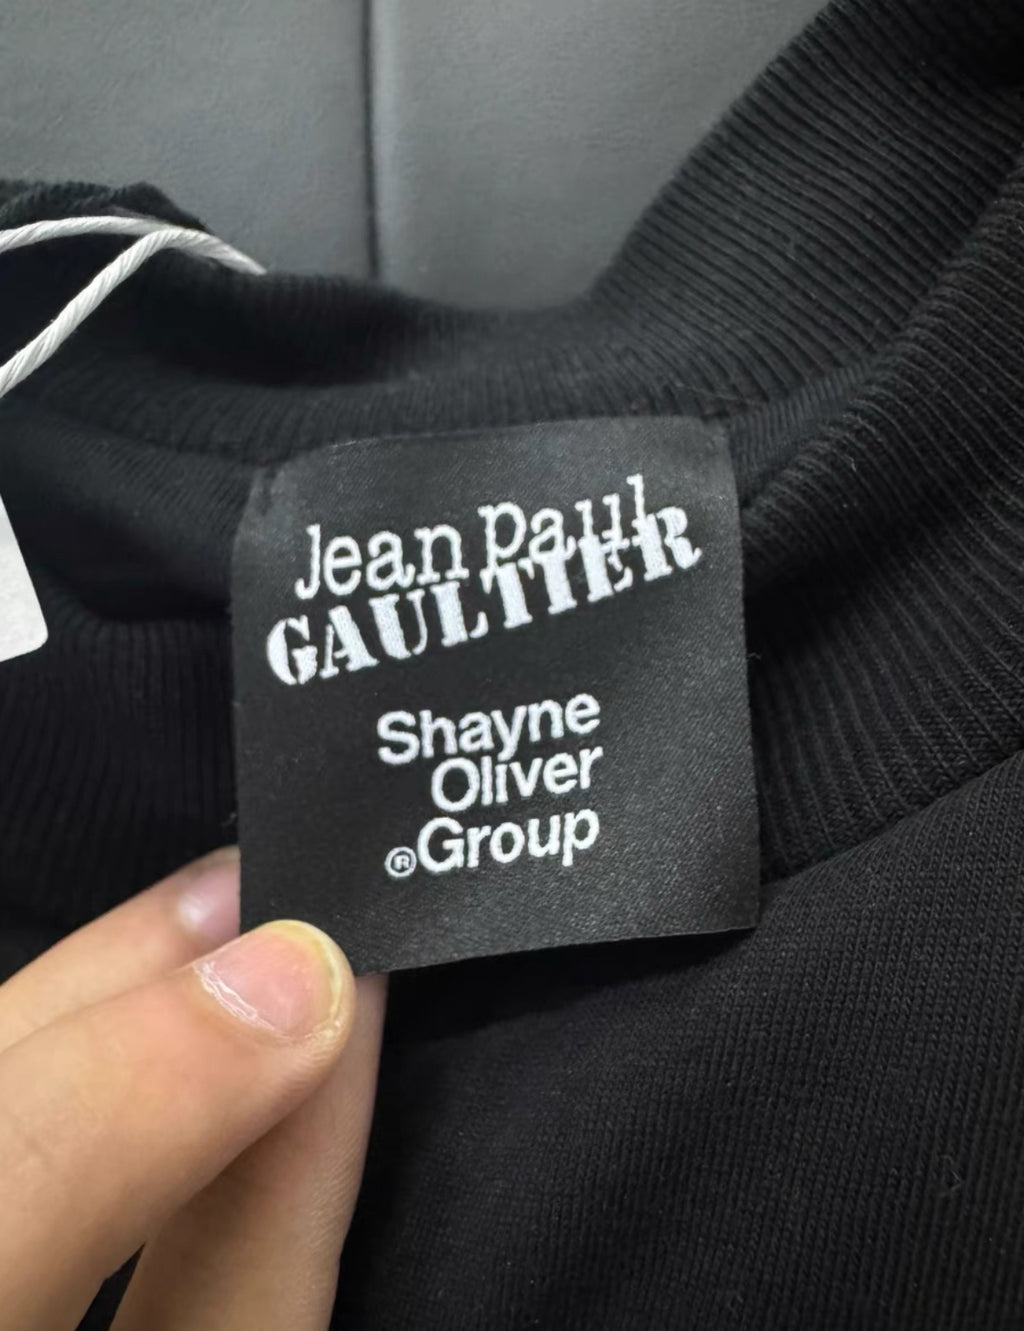 Jean Paul
GAULTIER
Shayne
Oliver
®Group